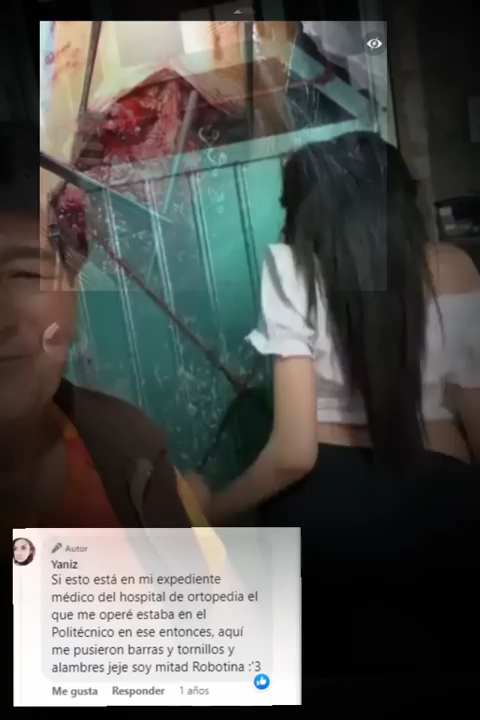 Autor
Yaniz
Si esto está en mi expediente
médico del hospital de ortopedia el
que me operé estaba en el
Politécnico en ese entonces, aquí
me pusieron barras y tornillos y
alambres jeje soy mitad Robotina :'3
Me gusta Responder 1 años